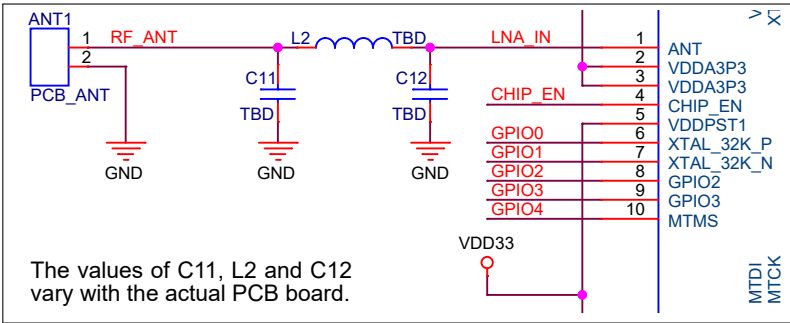 ANT1
1
RF_ANT
2
PCB_ANT
L2
TBD
C11
TBD
C12
TBD
GND
GND
GND
LNA_IN
1
ANT
2
VDDA3P3
3
VDDA3P3
CHIP_EN
4
CHIP_EN
5
VDDPST1
GPIO0
6
XTAL_32K_P
GPIO1
7
XTAL_32K_N
GPIO2
8
GPIO2
GPIO3
9
GPIO3
GPIO4
10
MTMS
VDD33
The values of C11, L2 and C12
vary with the actual PCB board.
MTDI
MTCK